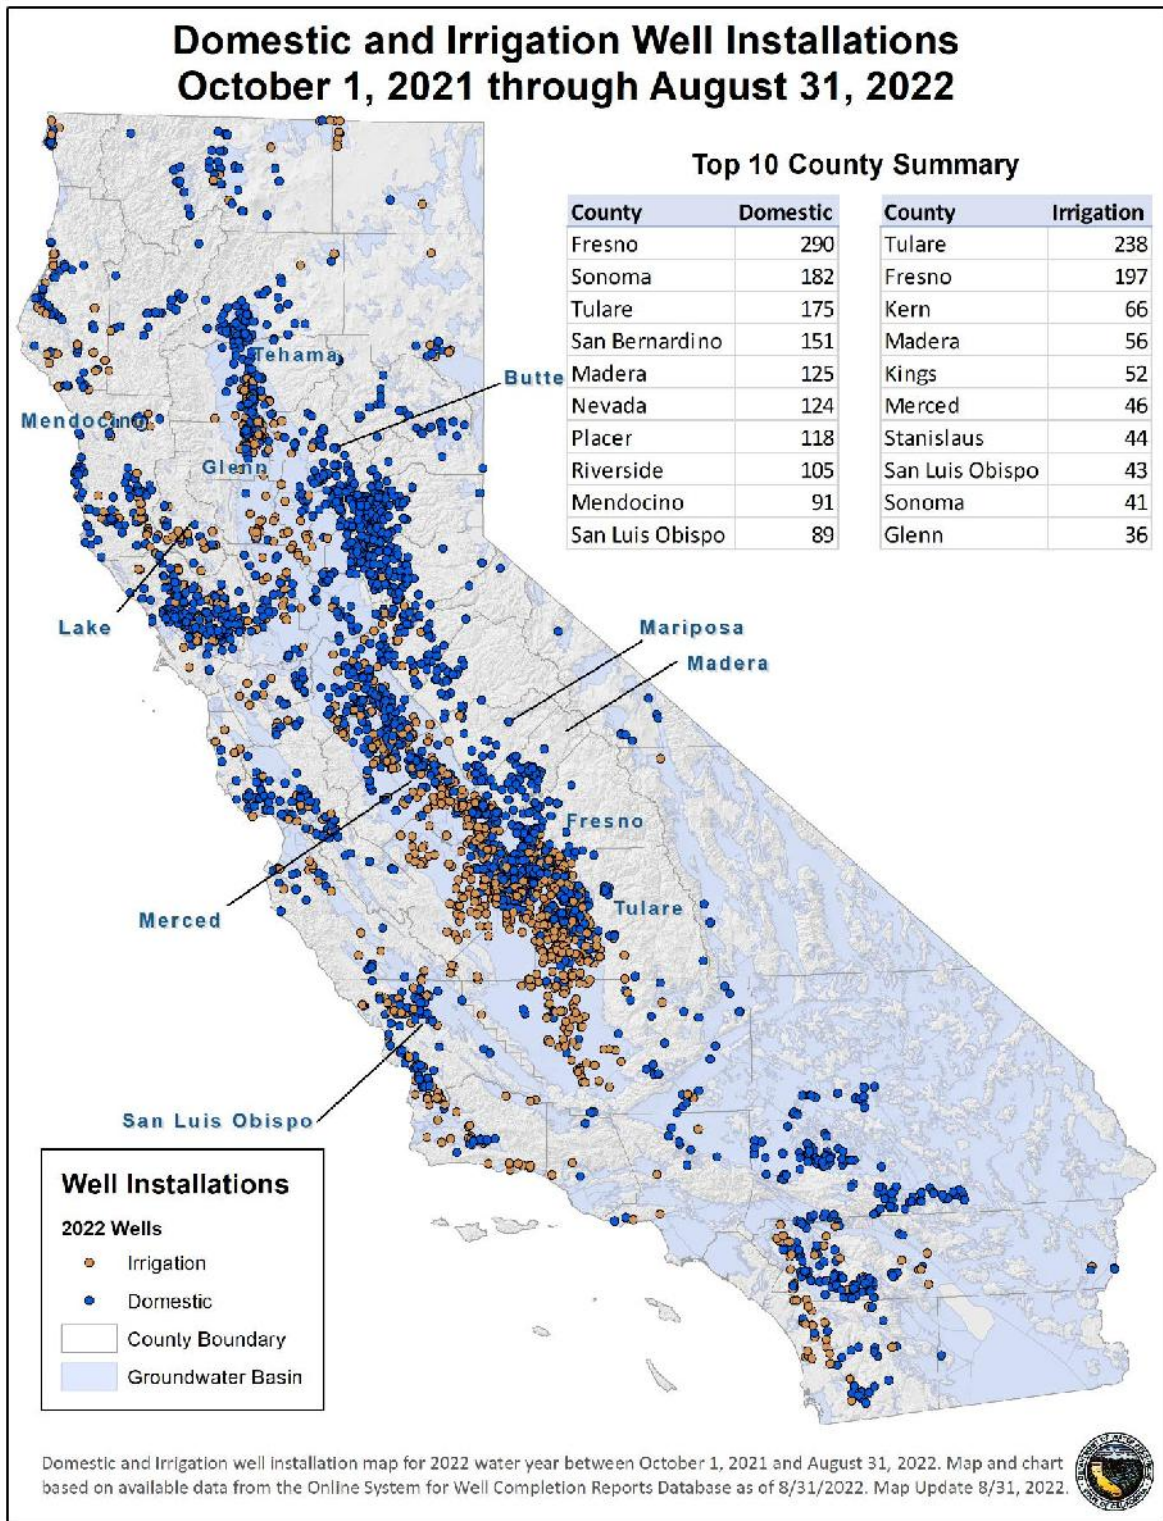 Domestic and Irrigation Well Installations
October 1, 2021 through August 31, 2022
Top 10 County Summary
County Domestic
Fresno 290
Sonoma 182
Tulare 175
San Bernardino 151
Madera 125
Nevada 124
Placer 118
Riverside 105
Mendocino 91
San Luis Obispo 89
County Irrigation
Tulare 238
Fresno 197
Kern 66
Madera 56
Kings 52
Merced 46
Stanislaus 44
San Luis Obispo 43
Sonoma 41
Glenn 36
Tehama
Butte
Mendocino
Glenn
Lake
Mariposa
Madera
Fresno
Merced
Tulare
San Luis Obispo
Well Installations
2022 Wells
Irrigation
Domestic
County Boundary
Groundwater Basin
Domestic and Irrigation well installation map for 2022 water year between October 1, 2021 and August 31, 2022. Map and chart
based on available data from the Online System for Well Completion Reports Database as of 8/31/2022. Map Update 8/31, 2022.